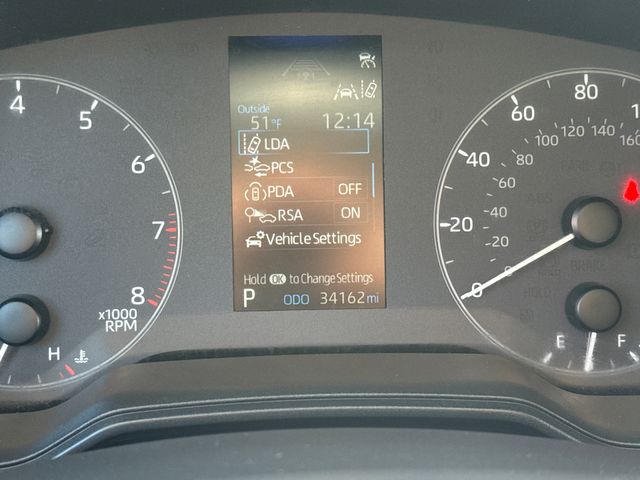 Outside
51°F 12:14
LDA
PCS
PDA OFF
RSA ON
Vehicle Settings
Hold OK to Change Settings
P ODO 34162 mi
4
5
6
7
8
x1000
RPM
H
0
20
40
60
80
20
40
60
80
100
120
140
160
E
F